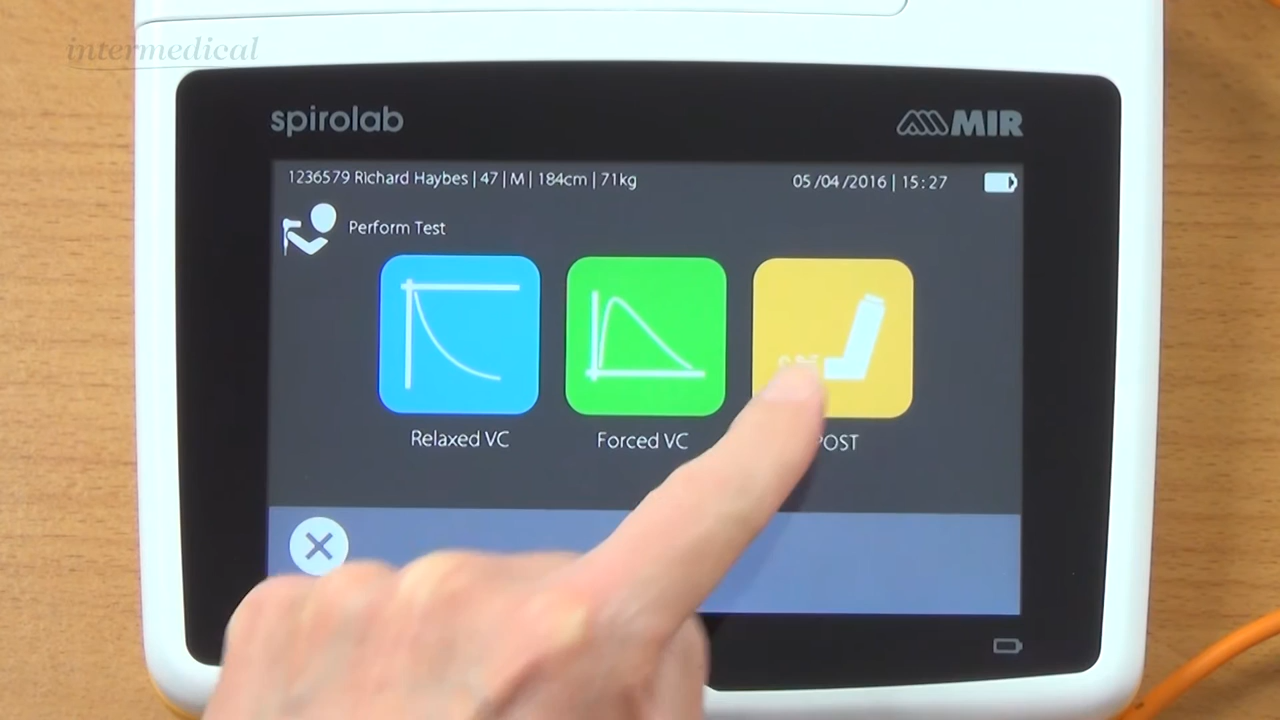 intermedical
spirolab
MIR
1236579 Richard Haybes | 47 | M | 184cm | 71kg
05/04/2016 | 15:27
Perform Test
Relaxed VC
Forced VC
POST